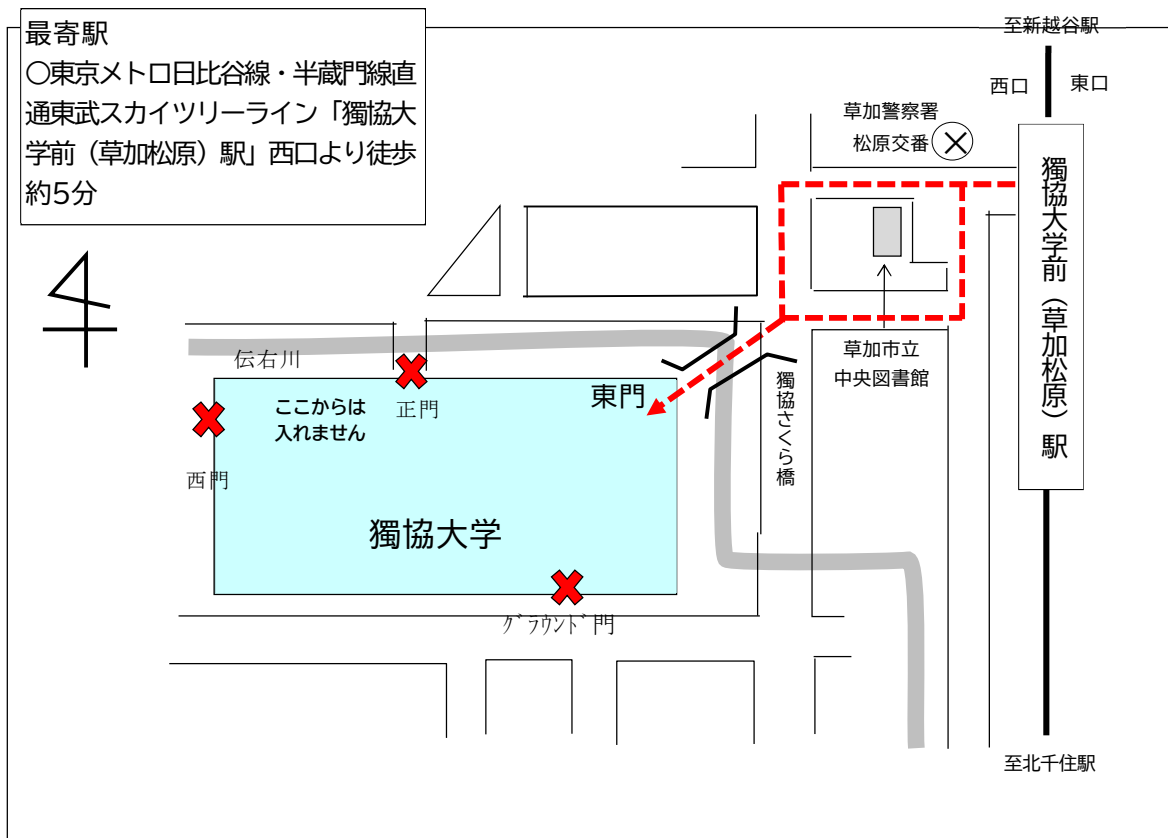 最寄駅
○東京メトロ日比谷線・半蔵門線直
通東武スカイツリーライン「獨協大
学前（草加松原）駅」西口より徒歩
約5分
至新越谷駅
西口
東口
草加警察署
松原交番
獨協大学前（草加松原）駅
伝右川
正門
ここからは
入れません
東門
西門
獨協大学
獨協さくら橋
草加市立
中央図書館
ｸﾞﾗｳﾝﾄﾞ門
至北千住駅